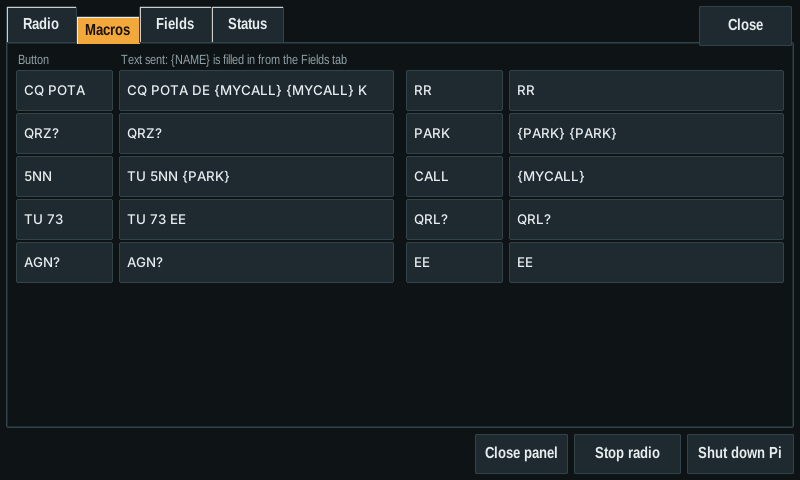 Radio Macros Fields Status Close
Button Text sent: {NAME} is filled in from the Fields tab
CQ POTA CQ POTA DE {MYCALL} {MYCALL} K RR RR
QRZ? QRZ? PARK {PARK} {PARK}
5NN TU 5NN {PARK} CALL {MYCALL}
TU 73 TU 73 EE QRL? QRL?
AGN? AGN? EE EE
Close panel Stop radio Shut down Pi